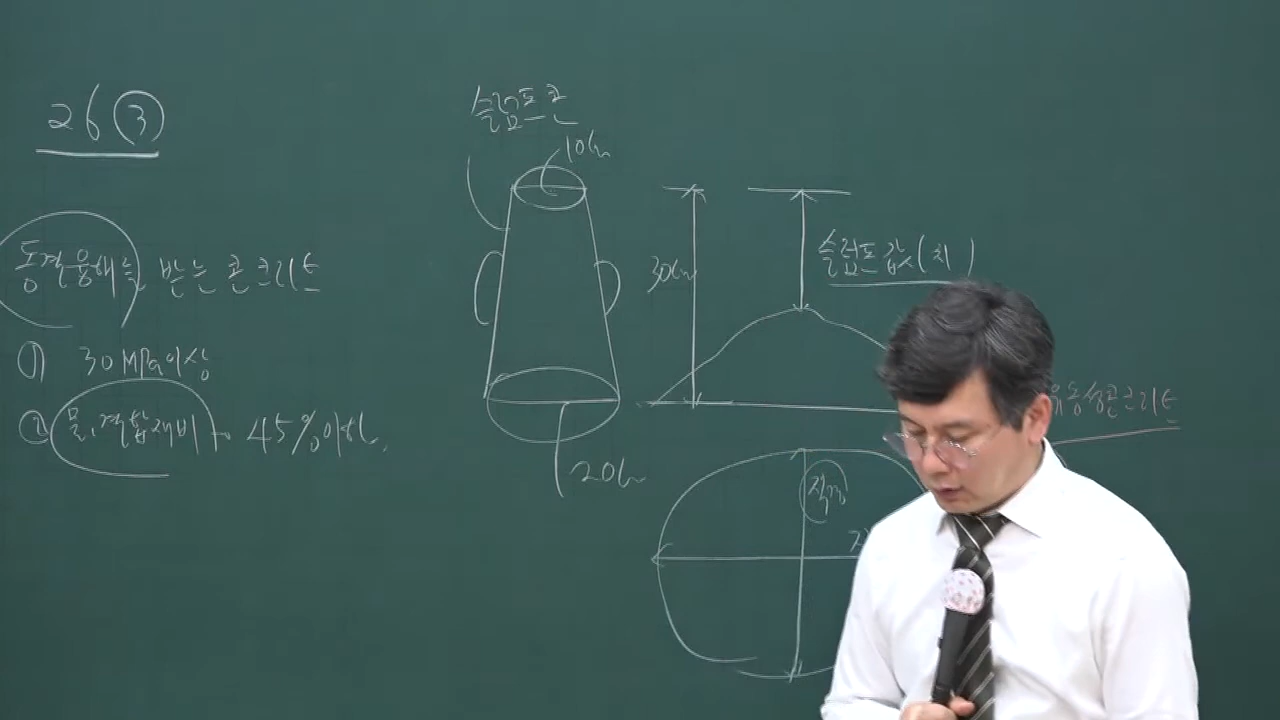 26 ③
동결융해를 받는 콘크리트
① 30MPa이상
② 물, 결합재비 45%이하.
슬럼프콘
10cm
20cm
30cm
슬럼프값(치)
유동성콘크리트
직경